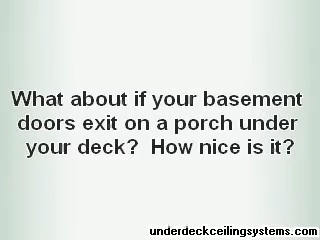 What about if your basement
doors exit on a porch under
your deck?  How nice is it?
underdeckceilingsystems.com